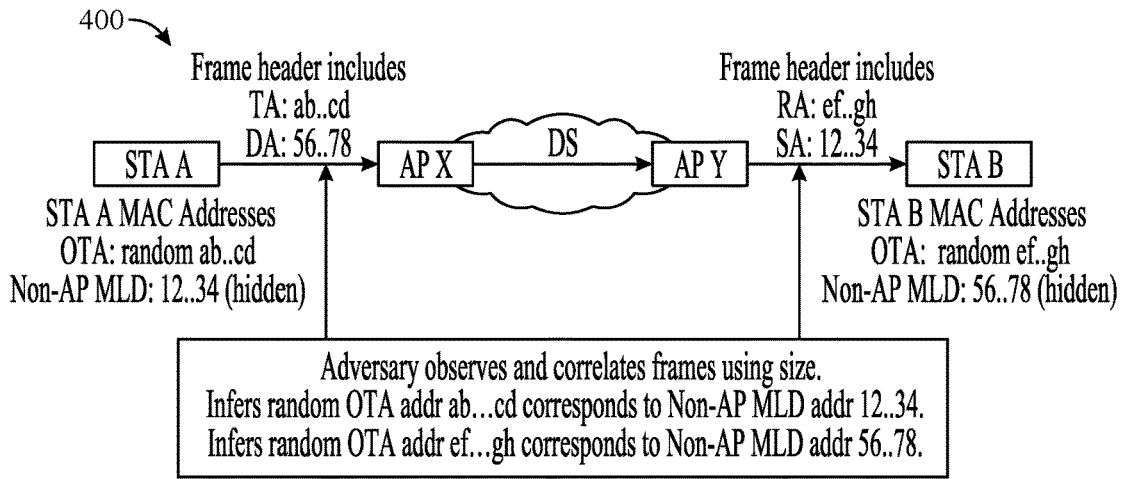 400
Frame header includes
TA: ab..cd
DA: 56..78
Frame header includes
RA: ef..gh
SA: 12..34
STA A
AP X
DS
AP Y
STA B
STA A MAC Addresses
OTA: random ab..cd
Non-AP MLD: 12..34 (hidden)
STA B MAC Addresses
OTA: random ef..gh
Non-AP MLD: 56..78 (hidden)
Adversary observes and correlates frames using size.
Infers random OTA addr ab...cd corresponds to Non-AP MLD addr 12..34.
Infers random OTA addr ef...gh corresponds to Non-AP MLD addr 56..78.